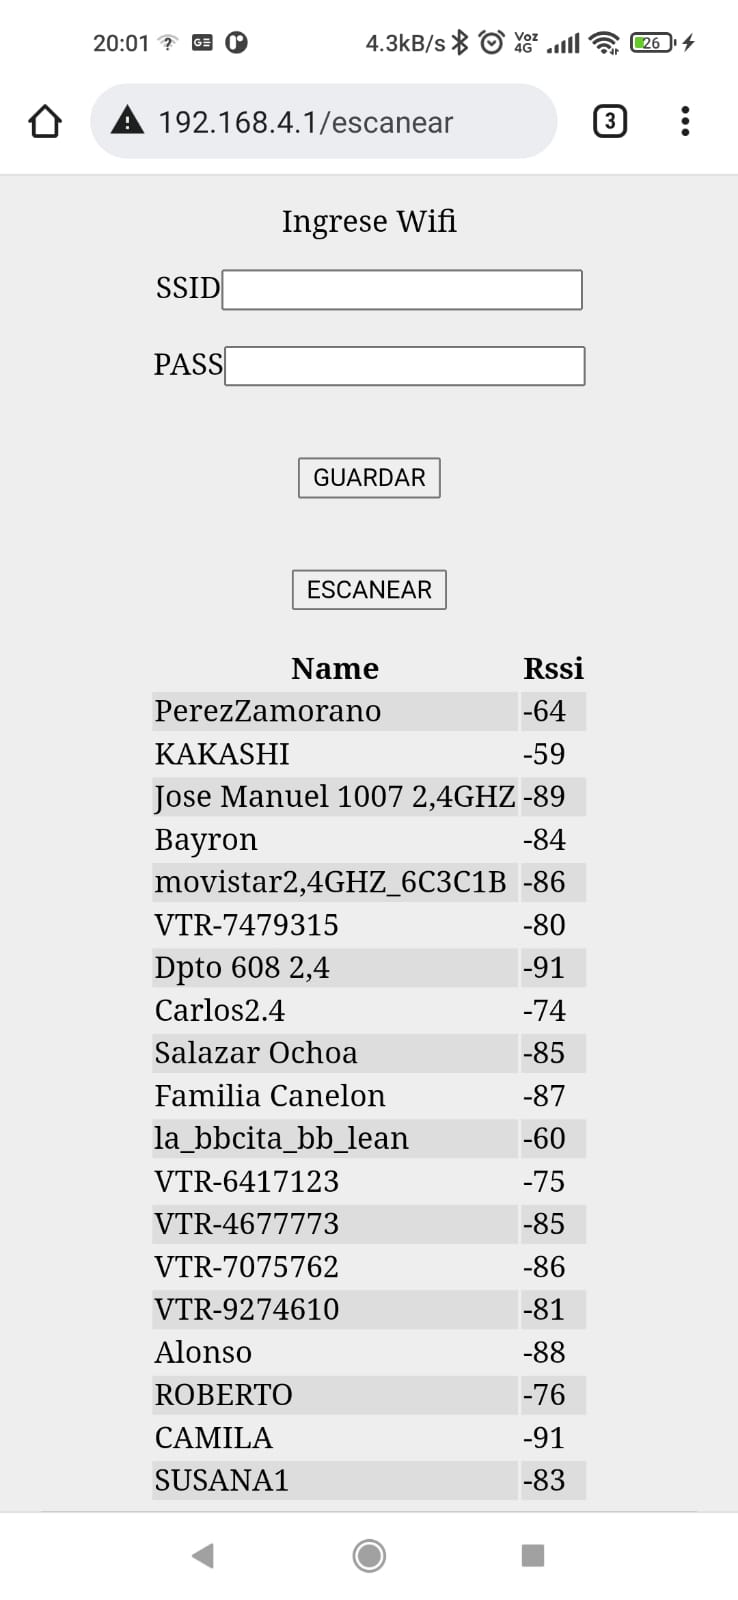 20:01 GE 4.3kB/s Voz 4G 26
192.168.4.1/escanear 3
Ingrese Wifi
SSID
PASS
GUARDAR
ESCANEAR
Name Rssi
PerezZamorano -64
KAKASHI -59
Jose Manuel 1007 2,4GHZ -89
Bayron -84
movistar2,4GHZ_6C3C1B -86
VTR-7479315 -80
Dpto 608 2,4 -91
Carlos2.4 -74
Salazar Ochoa -85
Familia Canelon -87
la_bbcita_bb_lean -60
VTR-6417123 -75
VTR-4677773 -85
VTR-7075762 -86
VTR-9274610 -81
Alonso -88
ROBERTO -76
CAMILA -91
SUSANA1 -83